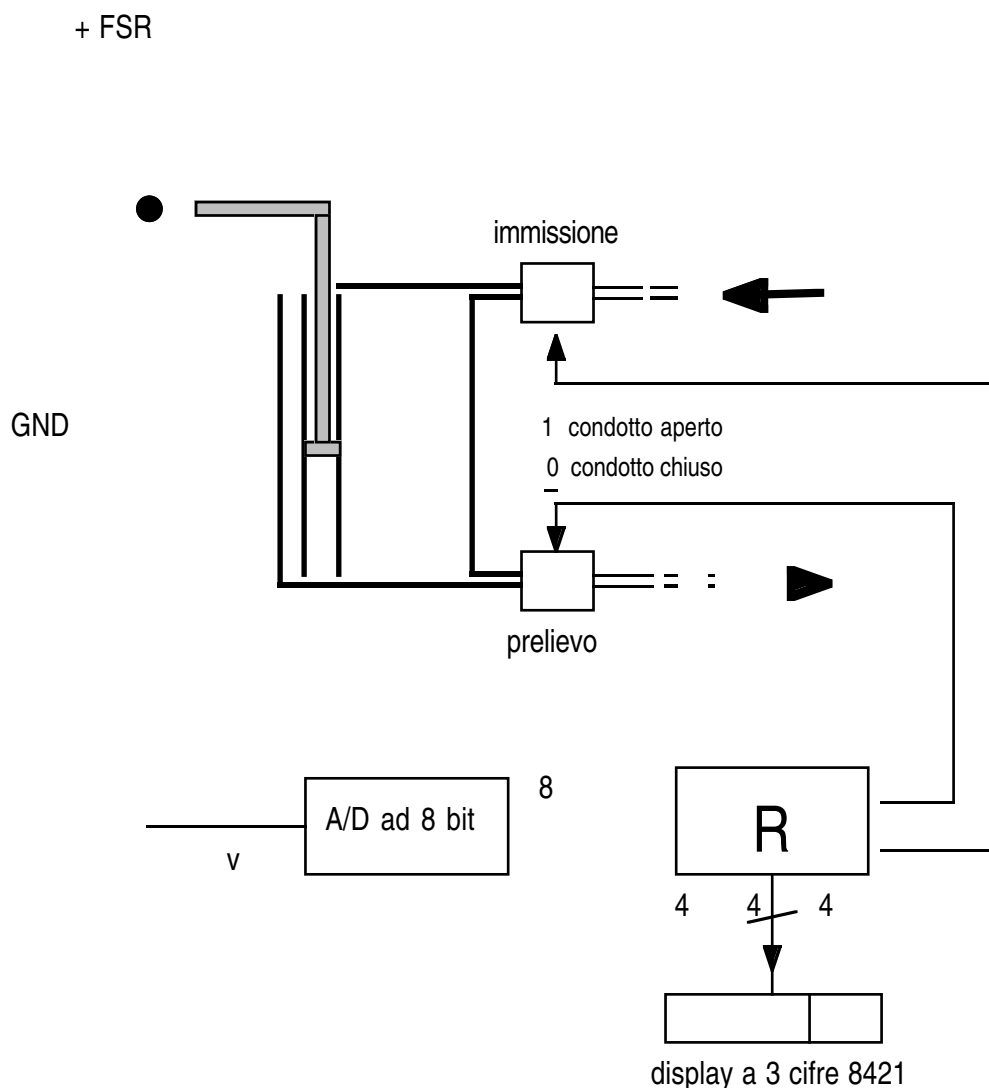 + FSR
immissione
GND
1 condotto aperto
0 condotto chiuso
prelievo
A/D ad 8 bit
8
R
v
4 4 4
display a 3 cifre 8421